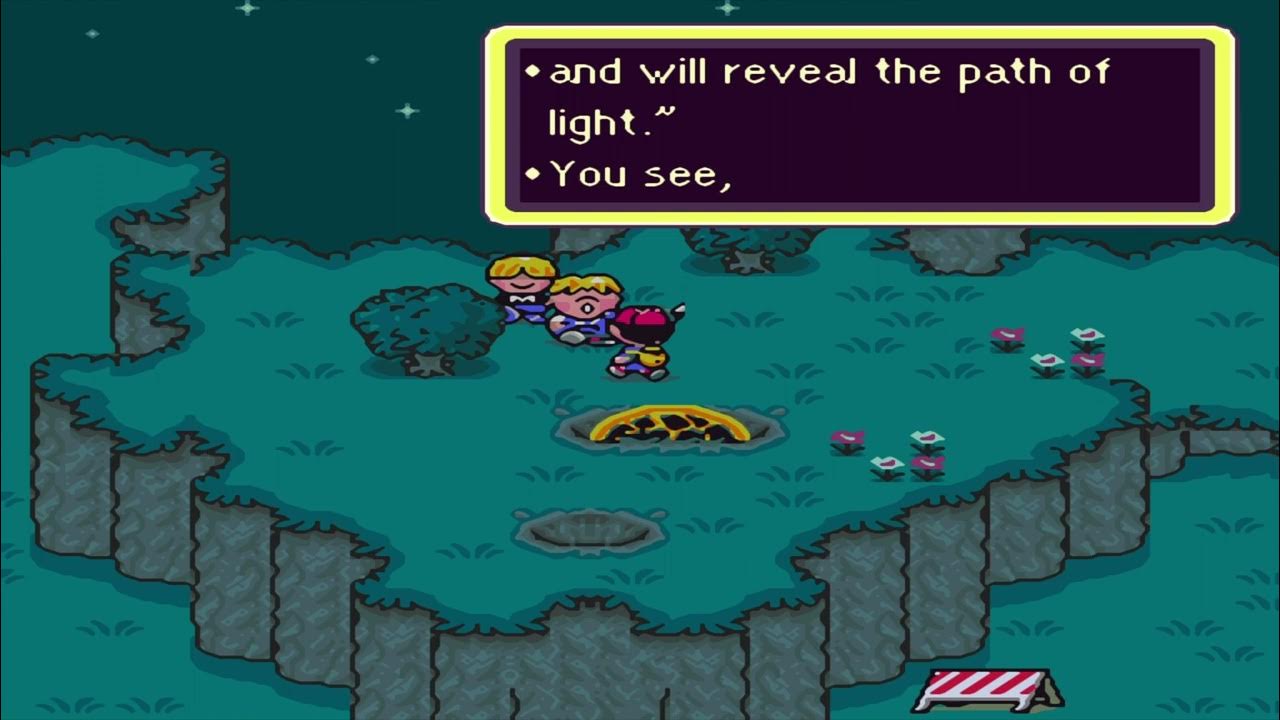 •and will reveal the path of
light.”
•You see,